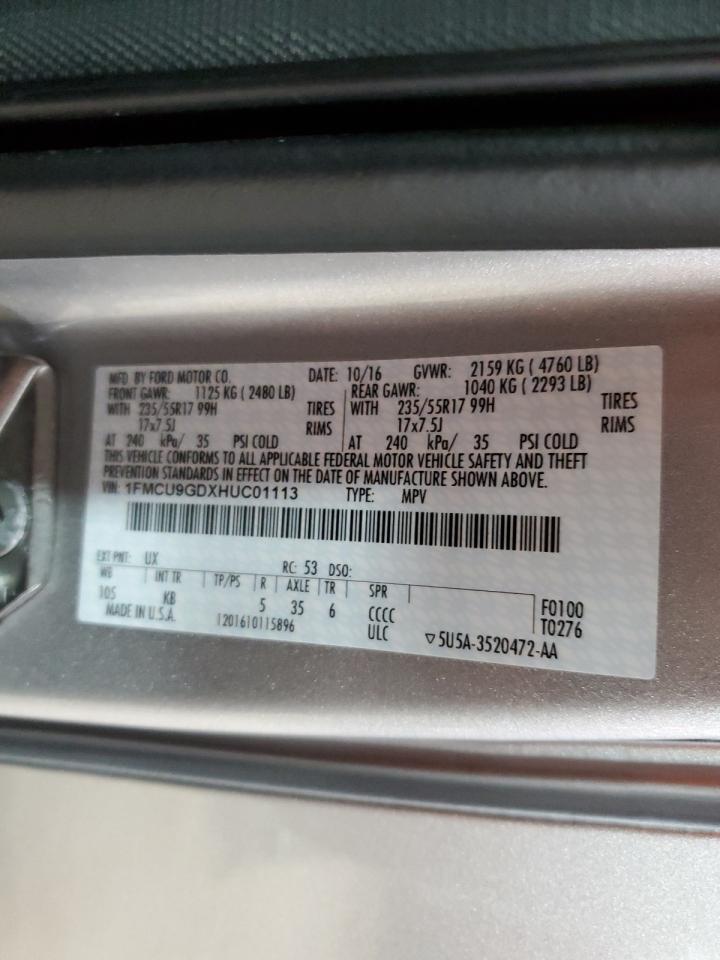 MFD BY FORD MOTOR CO. DATE: 10/16 GVWR: 2159 KG ( 4760 LB)
FRONT GAWR: 1125 KG ( 2480 LB) REAR GAWR: 1040 KG ( 2293 LB)
WITH 235/55R17 99H TIRES WITH 235/55R17 99H TIRES
17x7.5J RIMS 17x7.5J RIMS
AT 240 kPa/ 35 PSI COLD AT 240 kPa/ 35 PSI COLD
THIS VEHICLE CONFORMS TO ALL APPLICABLE FEDERAL MOTOR VEHICLE SAFETY AND THEFT
PREVENTION STANDARDS IN EFFECT ON THE DATE OF MANUFACTURE SHOWN ABOVE.
VIN: 1FMCU9GDXHUC01113 TYPE: MPV
EXT PNT: UX RC: 53 DSO:
WB INT TR TP/PS R AXLE TR SPR
105 KB 5 35 6 CCCC F0100
MADE IN U.S.A. 1201610115896 ULC T0276
▽5U5A-3520472-AA